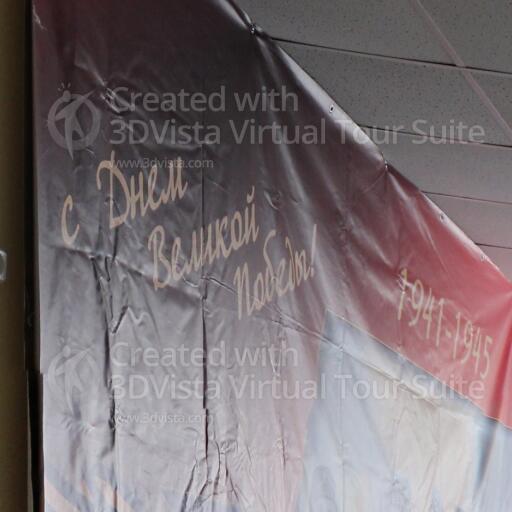 Created with
3DVista Virtual Tour Suite
www.3dvista.com
с Днем
Великой
Победы!
1941-1945
Created with
3DVista Virtual Tour Suite
www.3dvista.com